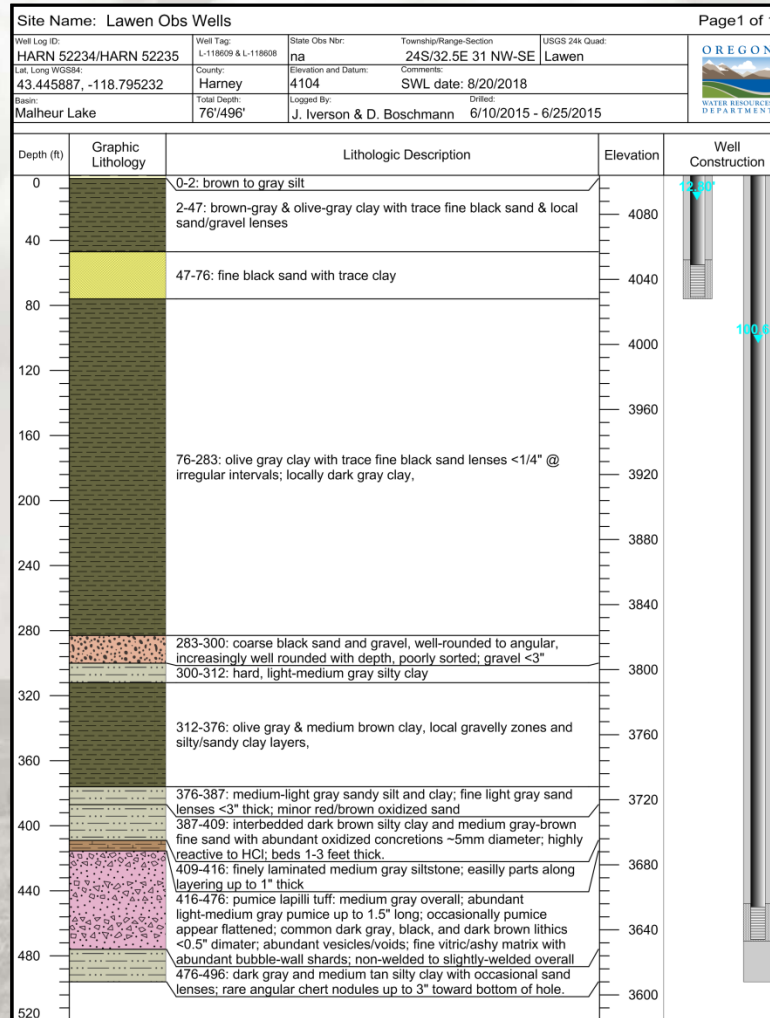 Site Name: Lawen Obs Wells
Page1 of
Well Log ID:
HARN 52234/HARN 52235
Well Tag:
L-118609 & L-118608
State Obs Nbr:
na
Township/Range-Section
24S/32.5E 31 NW-SE
USGS 24k Quad:
Lawen
Lat, Long WGS84:
43.445887, -118.795232
County:
Harney
Elevation and Datum:
4104
Comments:
SWL date: 8/20/2018
Basin:
Malheur Lake
Total Depth:
76'/496'
Logged By:
J. Iverson & D. Boschmann
Drilled:
6/10/2015 - 6/25/2015
OREGON
WATER RESOURCES
DEPARTMENT
Depth (ft)
Graphic
Lithology
Lithologic Description
Elevation
Well
Construction
0
40
80
120
160
200
240
280
320
360
400
440
480
520
0-2: brown to gray silt
2-47: brown-gray & olive-gray clay with trace fine black sand & local
sand/gravel lenses
47-76: fine black sand with trace clay
76-283: olive gray clay with trace fine black sand lenses <1/4" @
irregular intervals; locally dark gray clay,
283-300: coarse black sand and gravel, well-rounded to angular,
increasingly well rounded with depth, poorly sorted; gravel <3"
300-312: hard, light-medium gray silty clay
312-376: olive gray & medium brown clay, local gravelly zones and
silty/sandy clay layers,
376-387: medium-light gray sandy silt and clay; fine light gray sand
lenses <3" thick; minor red/brown oxidized sand
387-409: interbedded dark brown silty clay and medium gray-brown
fine sand with abundant oxidized concretions ~5mm diameter; highly
reactive to HCl; beds 1-3 feet thick.
409-416: finely laminated medium gray siltstone; easilly parts along
layering up to 1" thick
416-476: pumice lapilli tuff: medium gray overall; abundant
light-medium gray pumice up to 1.5" long; occasionally pumice
appear flattened; common dark gray, black, and dark brown lithics
<0.5" dimater; abundant vesicles/voids; fine vitric/ashy matrix with
abundant bubble-wall shards; non-welded to slightly-welded overall
476-496: dark gray and medium tan silty clay with occasional sand
lenses; rare angular chert nodules up to 3" toward bottom of hole.
4080
4040
4000
3960
3920
3880
3840
3800
3760
3720
3680
3640
3600
12.80'
100.6